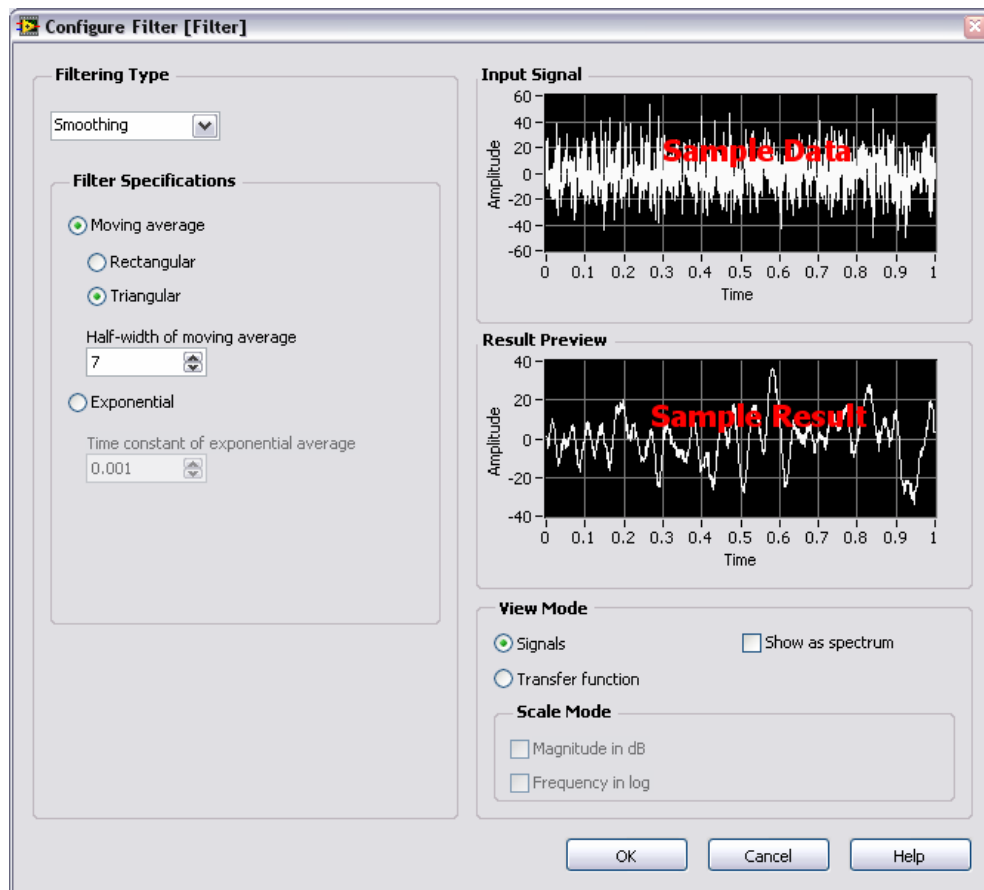 Configure Filter [Filter]
Filtering Type
Smoothing
Filter Specifications
Moving average
Rectangular
Triangular
Half-width of moving average
7
Exponential
Time constant of exponential average
0.001
Input Signal
60
40
20
0
-20
-40
-60
Amplitude
Sample Data
0 0.1 0.2 0.3 0.4 0.5 0.6 0.7 0.8 0.9 1
Time
Result Preview
40
20
0
-20
-40
Amplitude
Sample Result
0 0.1 0.2 0.3 0.4 0.5 0.6 0.7 0.8 0.9 1
Time
View Mode
Signals
Show as spectrum
Transfer function
Scale Mode
Magnitude in dB
Frequency in log
OK Cancel Help